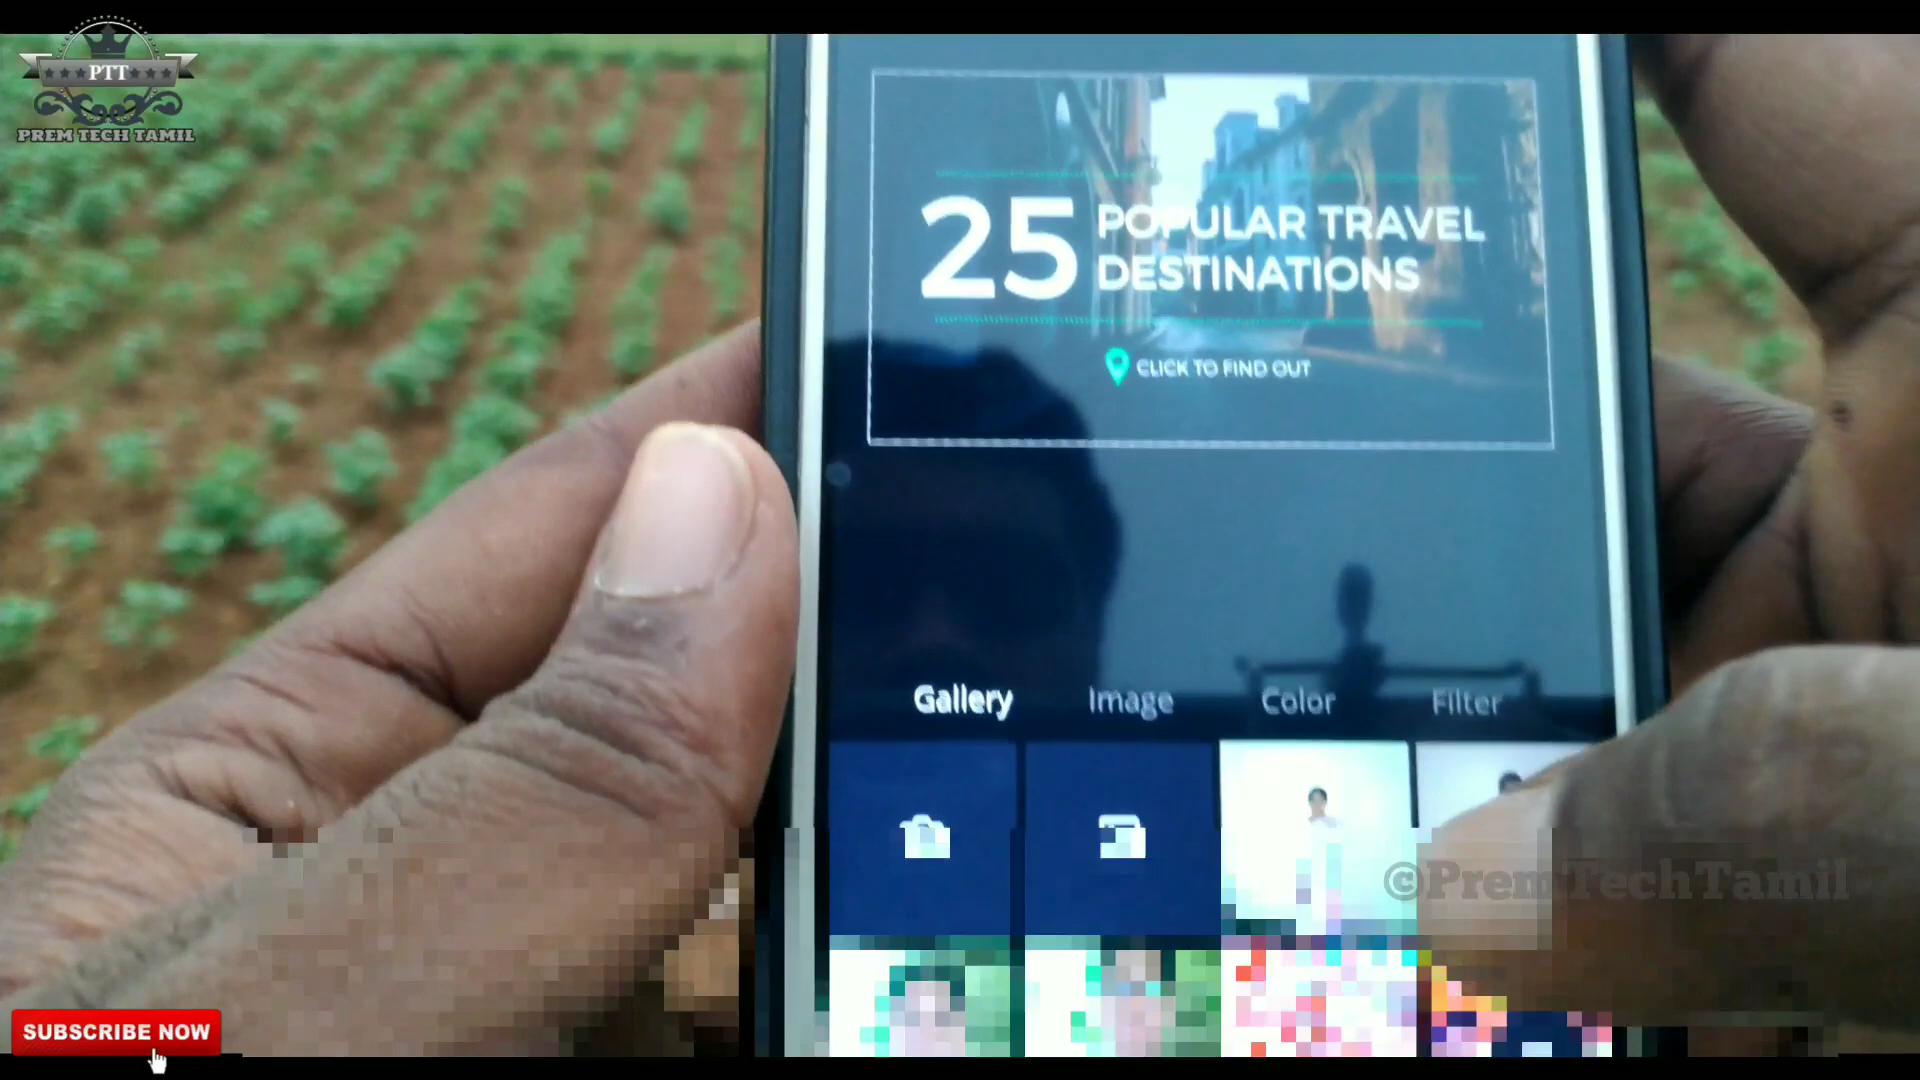 PTT
PREM TECH TAMIL
25 POPULAR TRAVEL
DESTINATIONS
CLICK TO FIND OUT
Gallery Image Color Filter
©PremTechTamil
SUBSCRIBE NOW